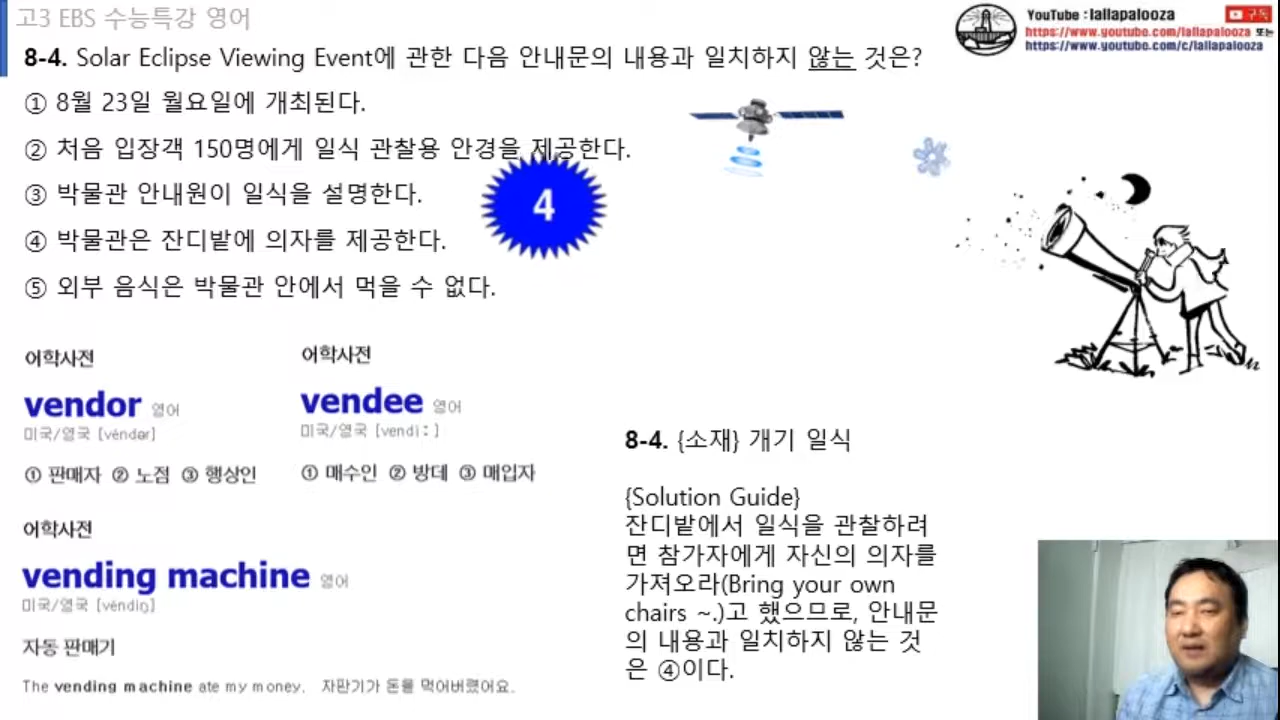 고3 EBS 수능특강 영어
YouTube : lallapalooza
구독
https://www.youtube.com/lallapalooza 또는
https://www.youtube.com/c/lallapalooza
8-4. Solar Eclipse Viewing Event에 관한 다음 안내문의 내용과 일치하지 않는 것은?
① 8월 23일 월요일에 개최된다.
② 처음 입장객 150명에게 일식 관찰용 안경을 제공한다.
③ 박물관 안내원이 일식을 설명한다.
④ 박물관은 잔디밭에 의자를 제공한다.
⑤ 외부 음식은 박물관 안에서 먹을 수 없다.
4
어학사전
vendor 영어
미국/영국 [véndər]
① 판매자 ② 노점 ③ 행상인
어학사전
vendee 영어
미국/영국 [vendiː]
① 매수인 ② 방데 ③ 매입자
어학사전
vending machine 영어
미국/영국 [véndiŋ]
자동 판매기
The vending machine ate my money. 자판기가 돈을 먹어버렸어요.
8-4. {소재} 개기 일식
{Solution Guide}
잔디밭에서 일식을 관찰하려
면 참가자에게 자신의 의자를
가져오라(Bring your own
chairs ~.)고 했으므로, 안내문
의 내용과 일치하지 않는 것
은 ④이다.